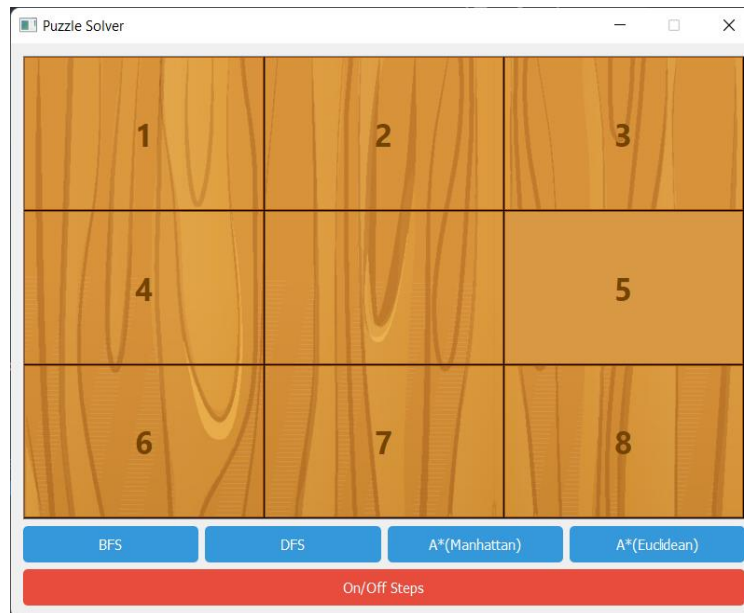 Puzzle Solver
1 2 3
4 5
6 7 8
BFS DFS A*(Manhattan) A*(Euclidean)
On/Off Steps